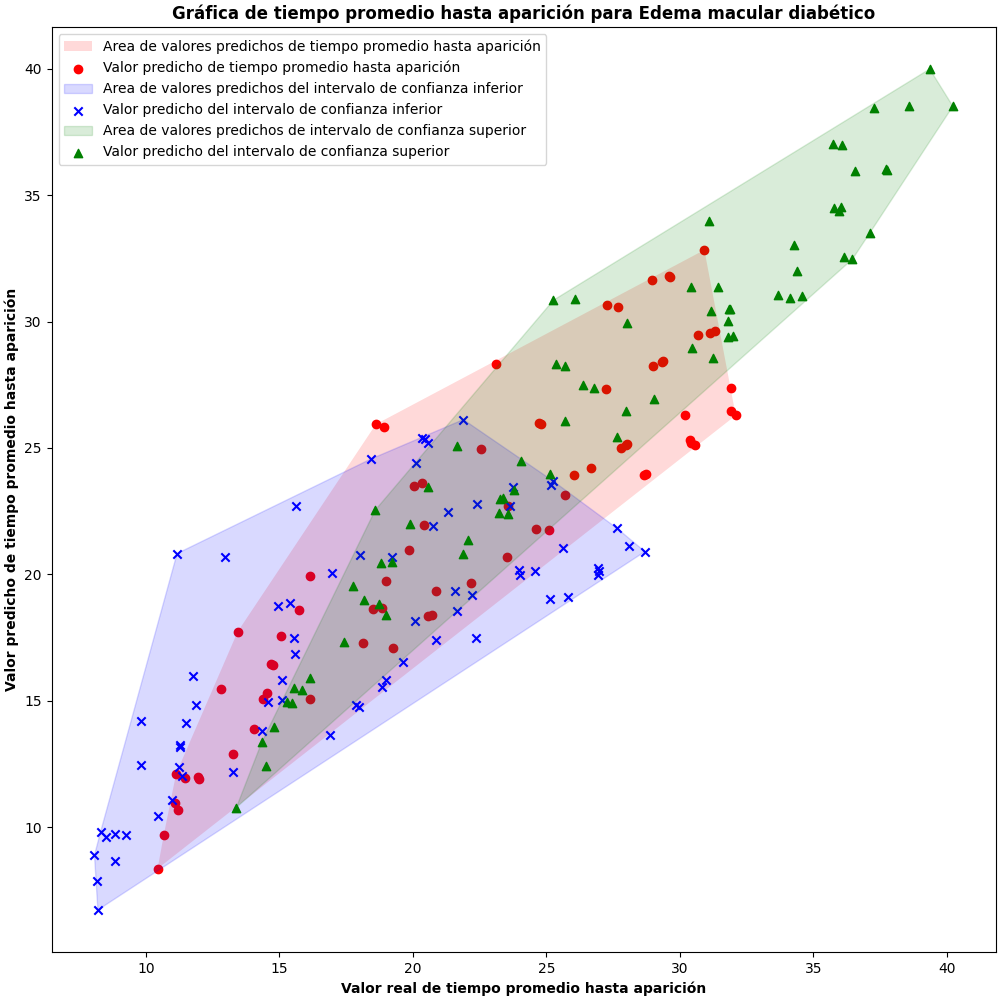 Gráfica de tiempo promedio hasta aparición para Edema macular diabético
Area de valores predichos de tiempo promedio hasta aparición
Valor predicho de tiempo promedio hasta aparición
Area de valores predichos del intervalo de confianza inferior
Valor predicho del intervalo de confianza inferior
Area de valores predichos de intervalo de confianza superior
Valor predicho del intervalo de confianza superior
Valor predicho de tiempo promedio hasta aparición
40
35
30
25
20
15
10
10 15 20 25 30 35 40
Valor real de tiempo promedio hasta aparición